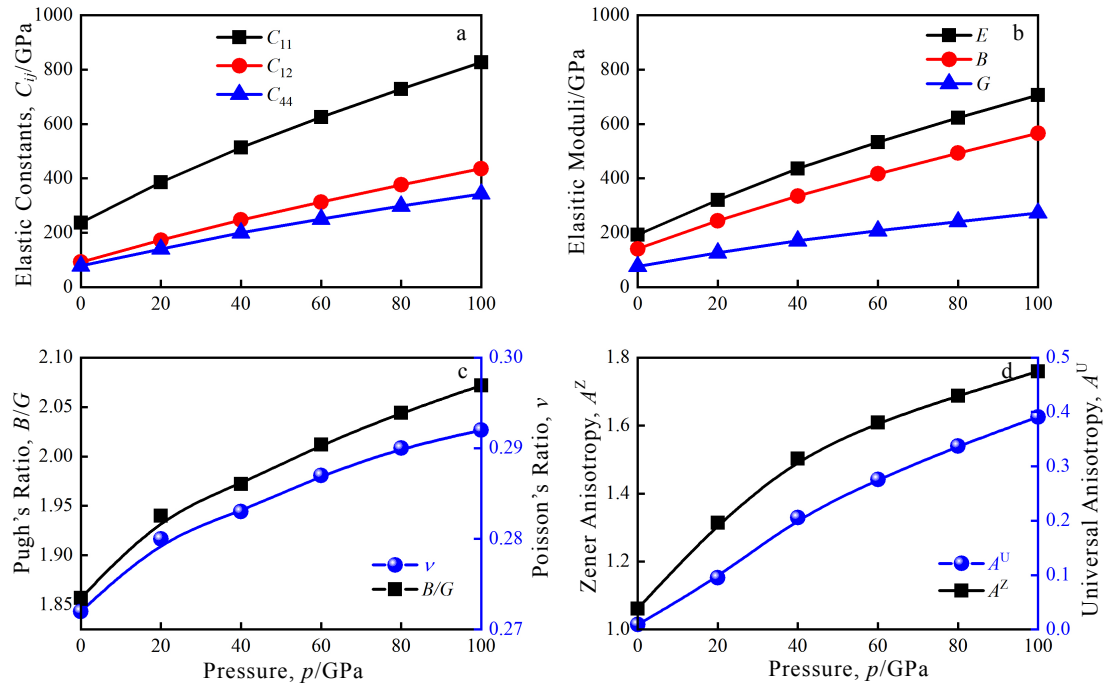 a
C11
C12
C44
Elastic Constants, Cij/GPa
1000
800
600
400
200
0
0 20 40 60 80 100
b
E
B
G
Elasitic Moduli/GPa
1000
800
600
400
200
0
0 20 40 60 80 100
c
ν
B/G
Pugh's Ratio, B/G
2.10
2.05
2.00
1.95
1.90
1.85
Poisson's Ratio, ν
0.30
0.29
0.28
0.27
0 20 40 60 80 100
Pressure, p/GPa
d
A^U
A^Z
Zener Anisotropy, A^Z
1.8
1.6
1.4
1.2
1.0
Universal Anisotropy, A^U
0.5
0.4
0.3
0.2
0.1
0.0
0 20 40 60 80 100
Pressure, p/GPa